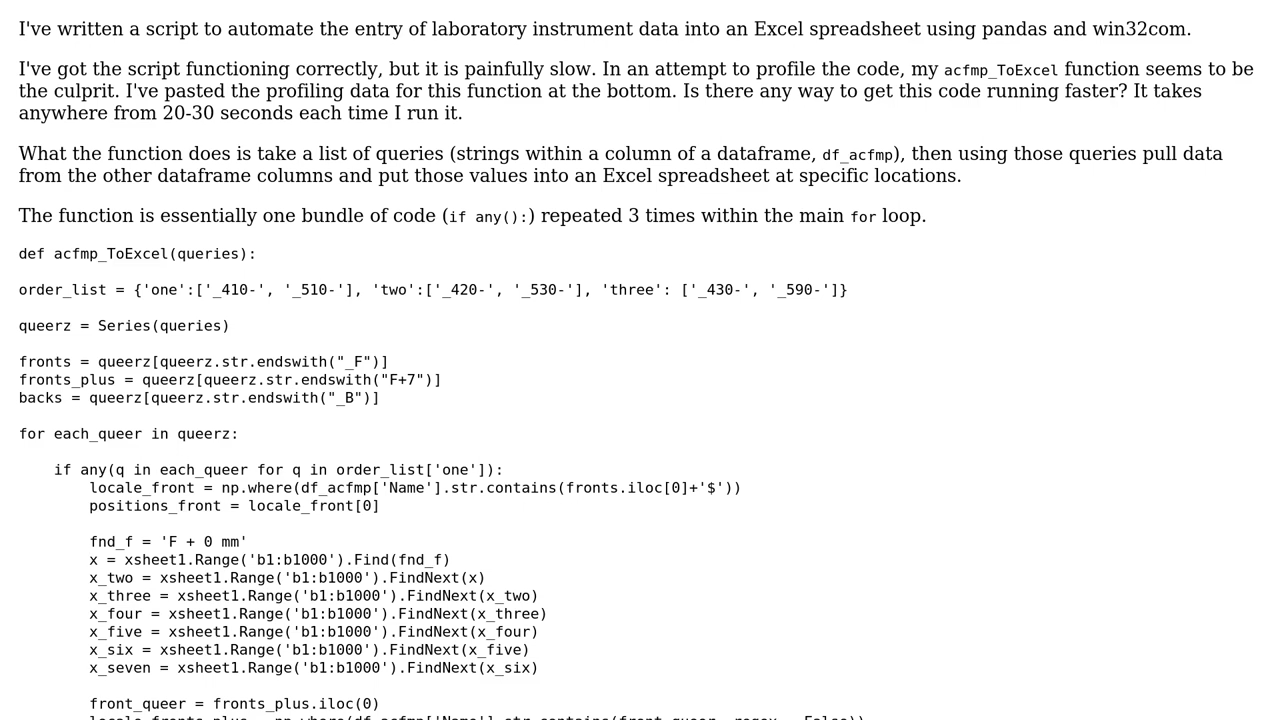 I've written a script to automate the entry of laboratory instrument data into an Excel spreadsheet using pandas and win32com.
I've got the script functioning correctly, but it is painfully slow. In an attempt to profile the code, my acfmp_ToExcel function seems to be
the culprit. I've pasted the profiling data for this function at the bottom. Is there any way to get this code running faster? It takes
anywhere from 20-30 seconds each time I run it.
What the function does is take a list of queries (strings within a column of a dataframe, df_acfmp), then using those queries pull data
from the other dataframe columns and put those values into an Excel spreadsheet at specific locations.
The function is essentially one bundle of code (if any():) repeated 3 times within the main for loop.
def acfmp_ToExcel(queries):
order_list = {'one':['_410-', '_510-'], 'two':['_420-', '_530-'], 'three': ['_430-', '_590-']}
queerz = Series(queries)
fronts = queerz[queerz.str.endswith("_F")]
fronts_plus = queerz[queerz.str.endswith("F+7")]
backs = queerz[queerz.str.endswith("_B")]
for each_queer in queerz:
    if any(q in each_queer for q in order_list['one']):
        locale_front = np.where(df_acfmp['Name'].str.contains(fronts.iloc[0]+'$'))
        positions_front = locale_front[0]
        fnd_f = 'F + 0 mm'
        x = xsheet1.Range('b1:b1000').Find(fnd_f)
        x_two = xsheet1.Range('b1:b1000').FindNext(x)
        x_three = xsheet1.Range('b1:b1000').FindNext(x_two)
        x_four = xsheet1.Range('b1:b1000').FindNext(x_three)
        x_five = xsheet1.Range('b1:b1000').FindNext(x_four)
        x_six = xsheet1.Range('b1:b1000').FindNext(x_five)
        x_seven = xsheet1.Range('b1:b1000').FindNext(x_six)
        front_queer = fronts_plus.iloc(0)